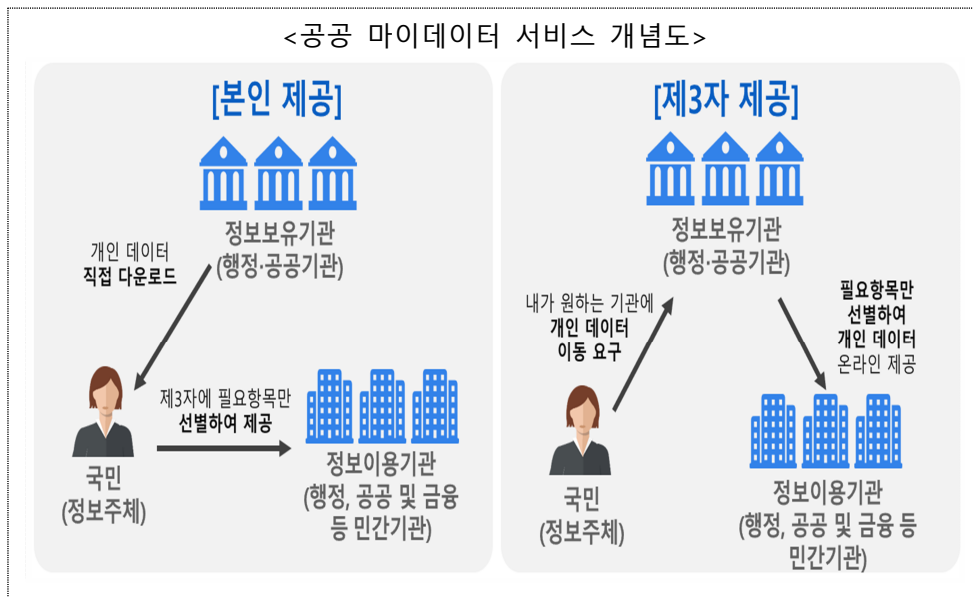 <공공 마이데이터 서비스 개념도>
[본인 제공]
정보보유기관
(행정·공공기관)
개인 데이터
직접 다운로드
제3자에 필요항목만
선별하여 제공
국민
(정보주체)
정보이용기관
(행정, 공공 및 금융
등 민간기관)
[제3자 제공]
정보보유기관
(행정·공공기관)
내가 원하는 기관에
개인 데이터
이동 요구
필요항목만
선별하여
개인 데이터
온라인 제공
국민
(정보주체)
정보이용기관
(행정, 공공 및 금융 등
민간기관)